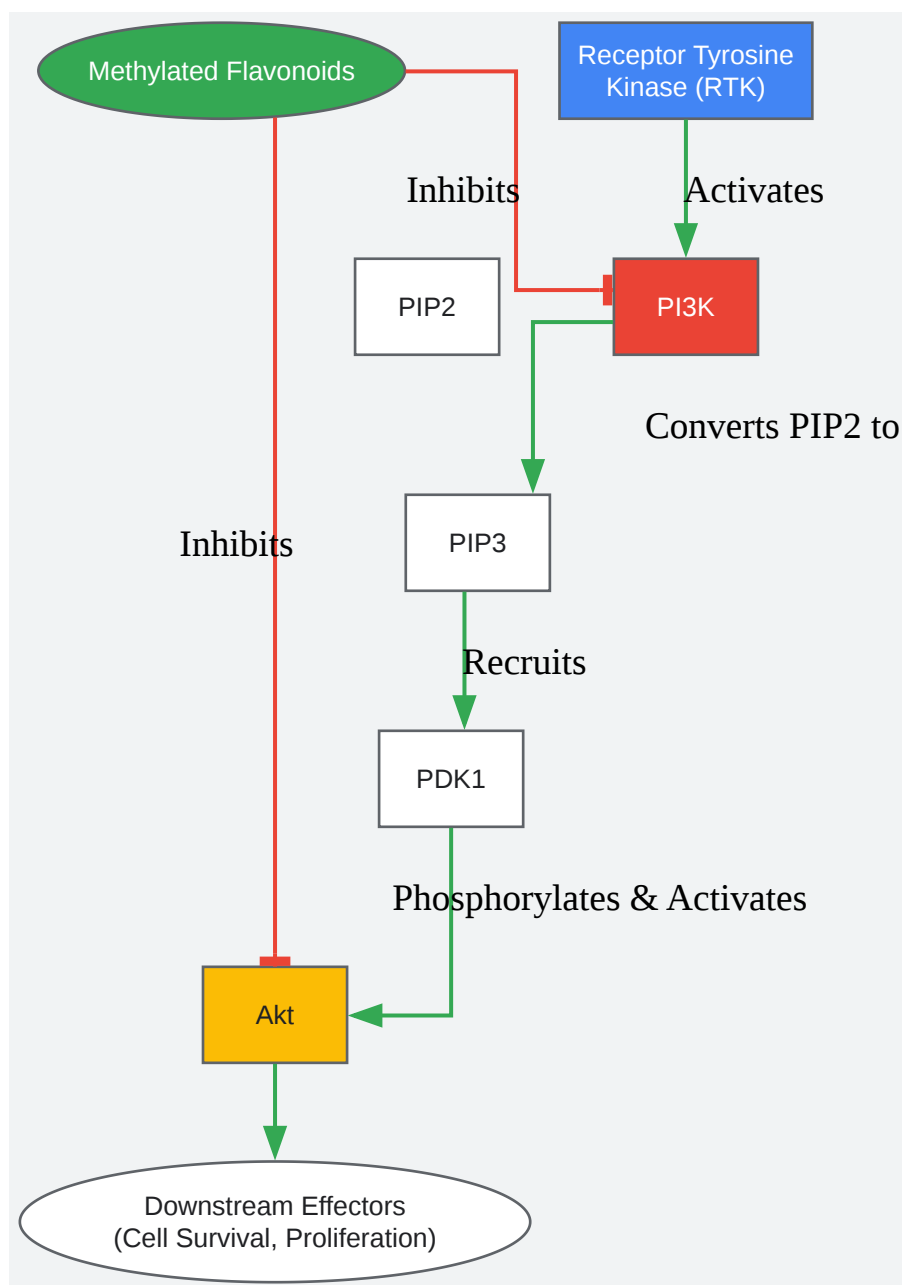 Methylated Flavonoids
Receptor Tyrosine
Kinase (RTK)
Inhibits
Activates
PIP2
PI3K
Converts PIP2 to
PIP3
Inhibits
Recruits
PDK1
Phosphorylates & Activates
Akt
Downstream Effectors
(Cell Survival, Proliferation)